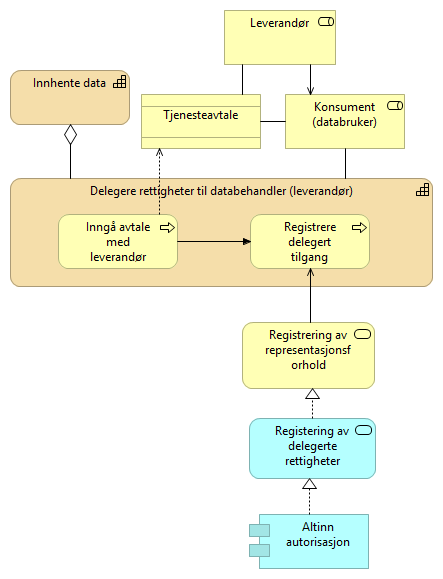 Leverandør
Innhente data
Tjenesteavtale
Konsument
(databruker)
Delegere rettigheter til databehandler (leverandør)
Inngå avtale
med
leverandør
Registrere
delegert
tilgang
Registrering av
representasjonsf
orhold
Registering av
delegerte
rettigheter
Altinn
autorisasjon